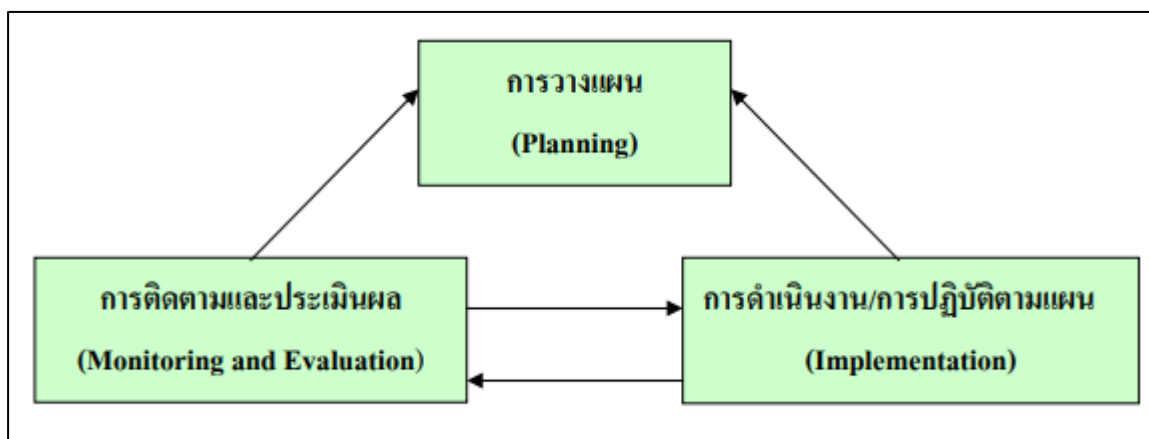 การวางแผน
(Planning)
การติดตามและประเมินผล
(Monitoring and Evaluation)
การดำเนินงาน/การปฏิบัติตามแผน
(Implementation)